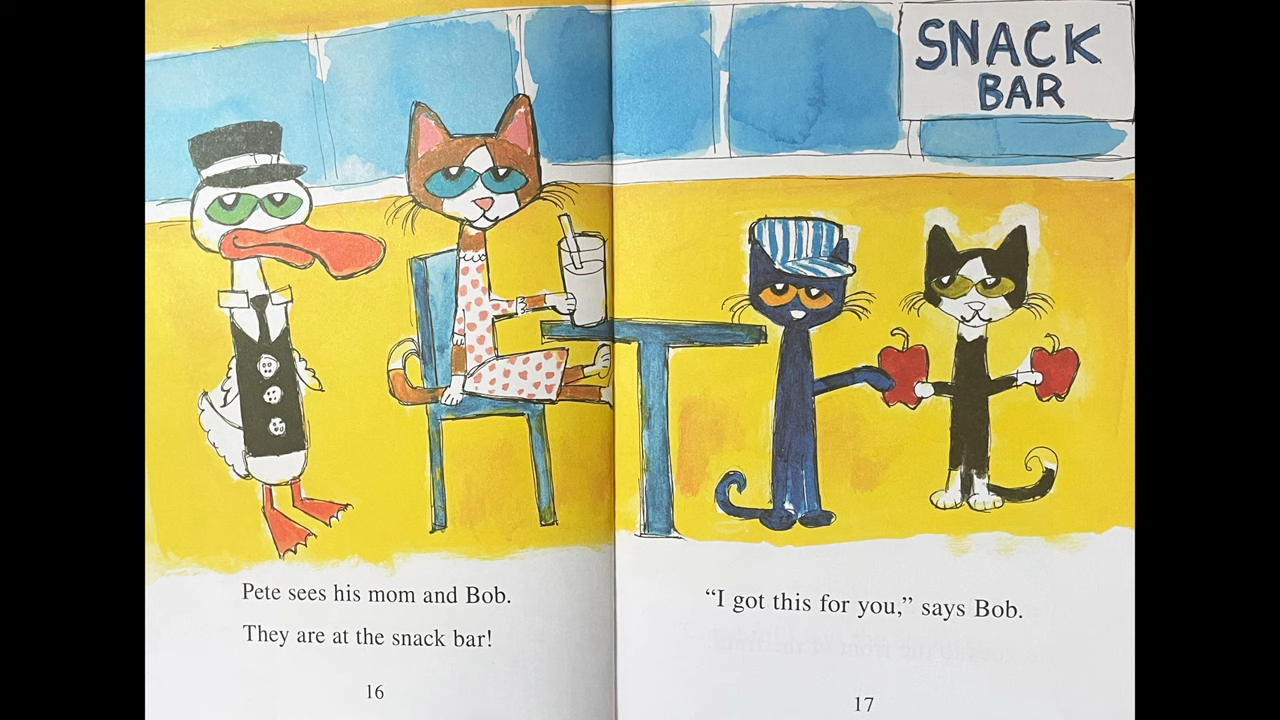 Pete sees his mom and Bob.
They are at the snack bar!
16
SNACK
BAR
“I got this for you,” says Bob.
17